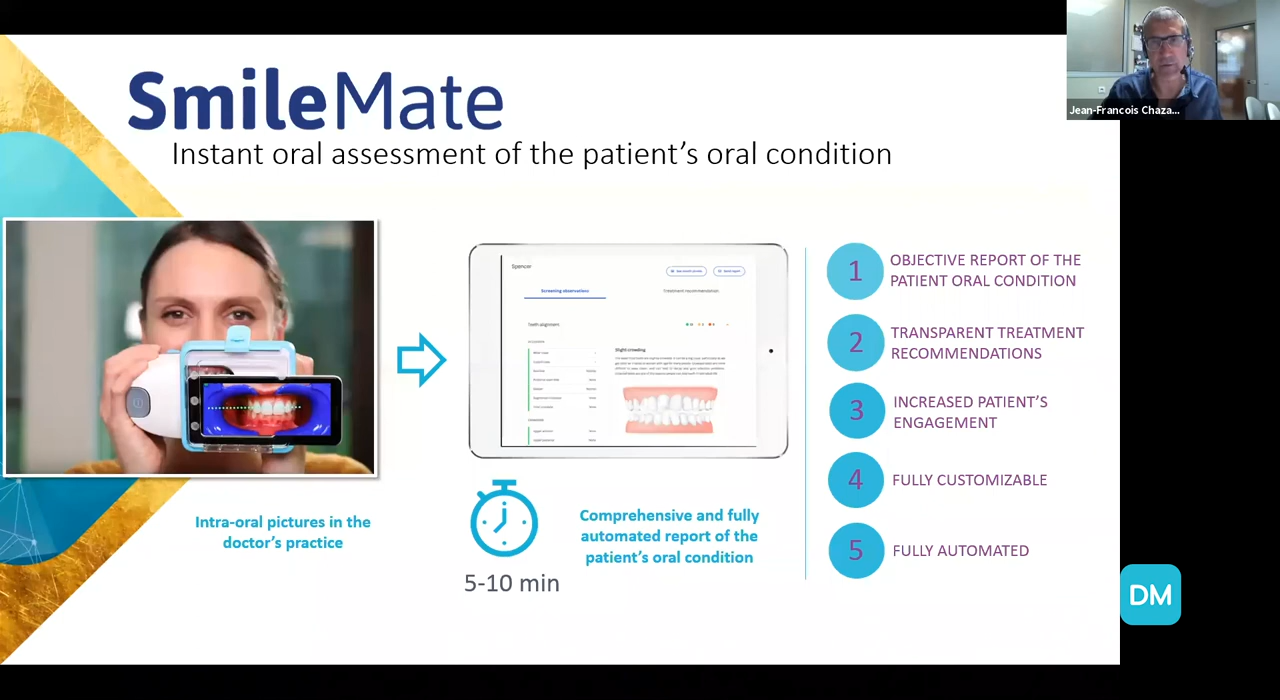 Jean-Francois Chaza...
SmileMate
Instant oral assessment of the patient's oral condition
Spencer
Screening observations
Treatment recommendation
Teeth alignment
Slight crowding
Intra-oral pictures in the
doctor's practice
5-10 min
Comprehensive and fully
automated report of the
patient's oral condition
1
OBJECTIVE REPORT OF THE
PATIENT ORAL CONDITION
2
TRANSPARENT TREATMENT
RECOMMENDATIONS
3
INCREASED PATIENT'S
ENGAGEMENT
4
FULLY CUSTOMIZABLE
5
FULLY AUTOMATED
DM